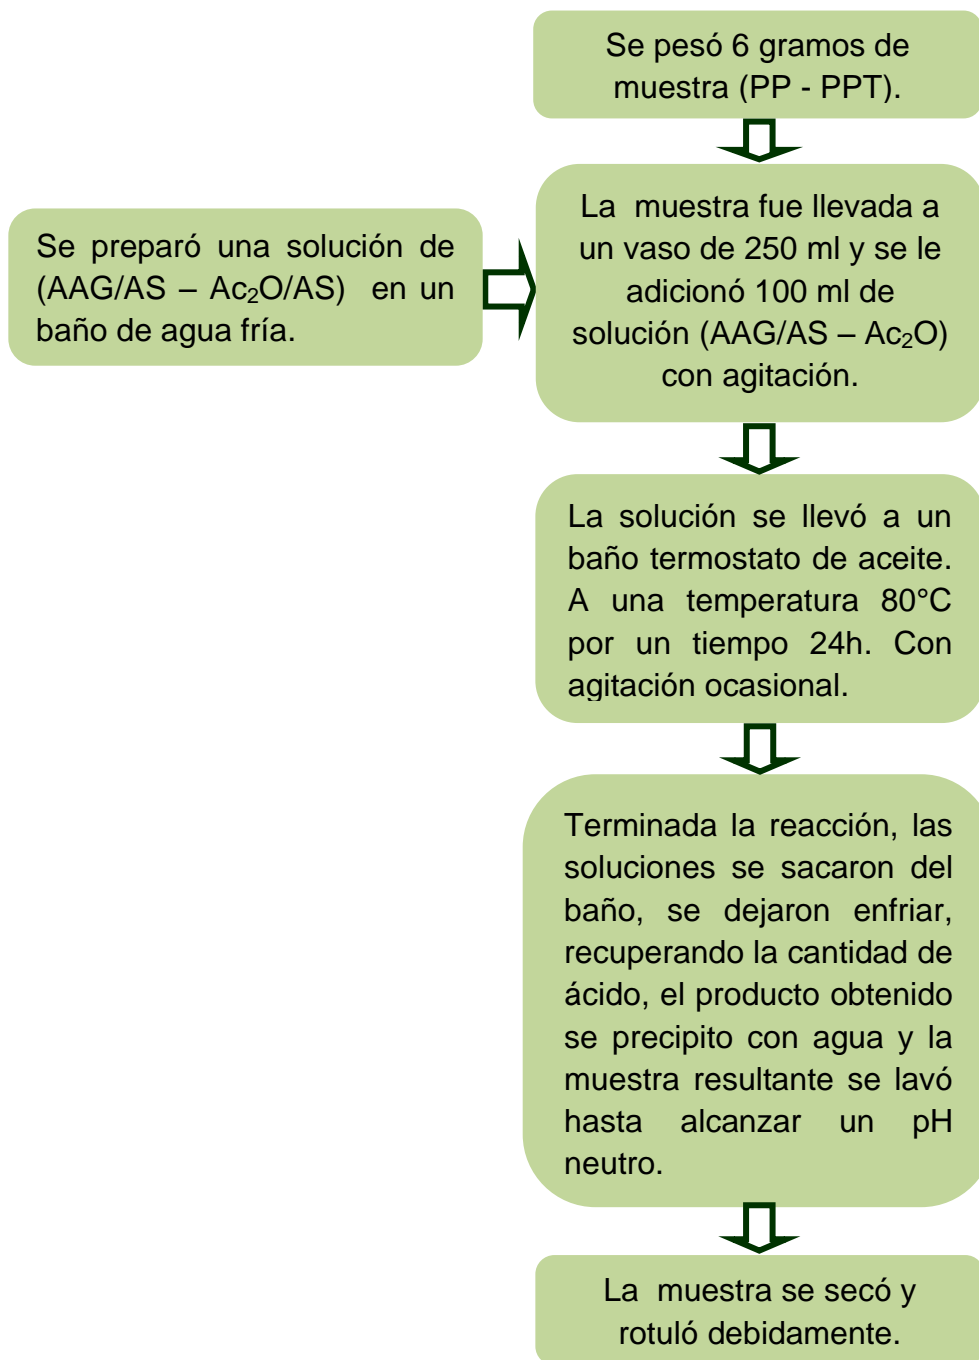 Se pesó 6 gramos de
muestra (PP - PPT).
Se preparó una solución de
(AAG/AS – Ac₂O/AS) en un
baño de agua fría.
La muestra fue llevada a
un vaso de 250 ml y se le
adicionó 100 ml de
solución (AAG/AS – Ac₂O)
con agitación.
La solución se llevó a un
baño termostato de aceite.
A una temperatura 80°C
por un tiempo 24h. Con
agitación ocasional.
Terminada la reacción, las
soluciones se sacaron del
baño, se dejaron enfriar,
recuperando la cantidad de
ácido, el producto obtenido
se precipito con agua y la
muestra resultante se lavó
hasta alcanzar un pH
neutro.
La muestra se secó y
rotuló debidamente.